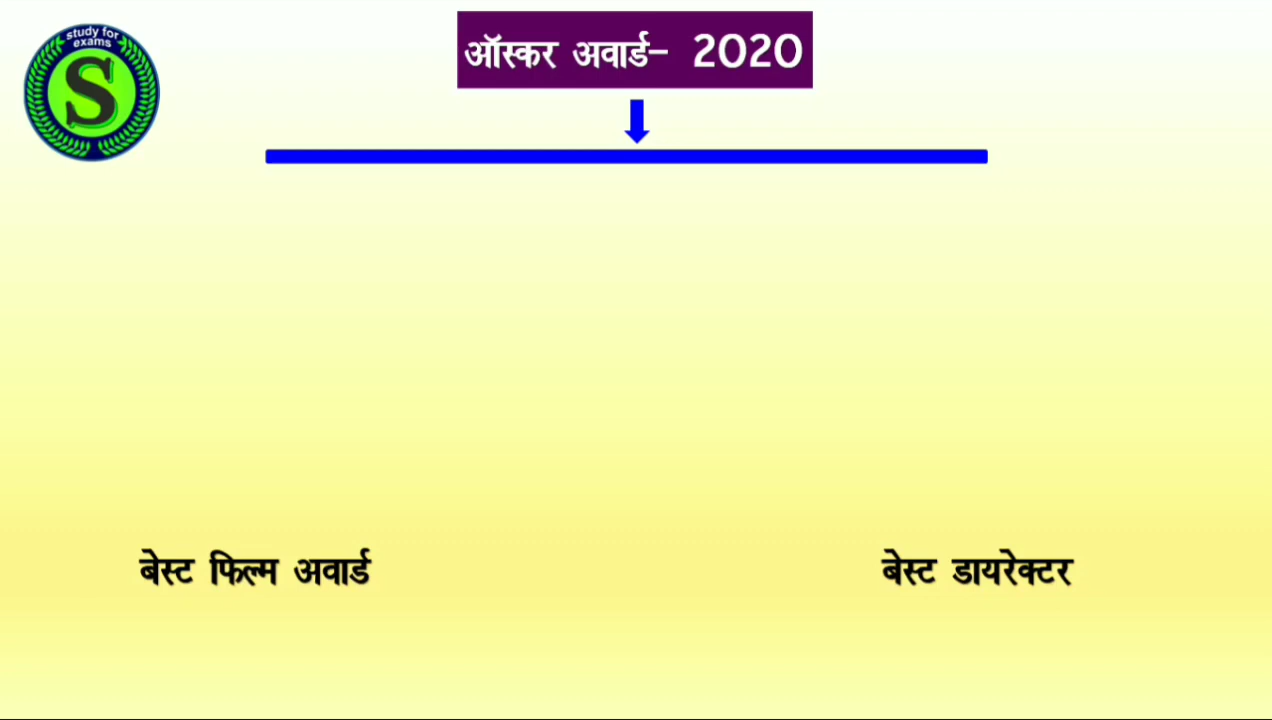 study for
exams
S
ऑस्कर अवार्ड- 2020
बेस्ट फिल्म अवार्ड
बेस्ट डायरेक्टर